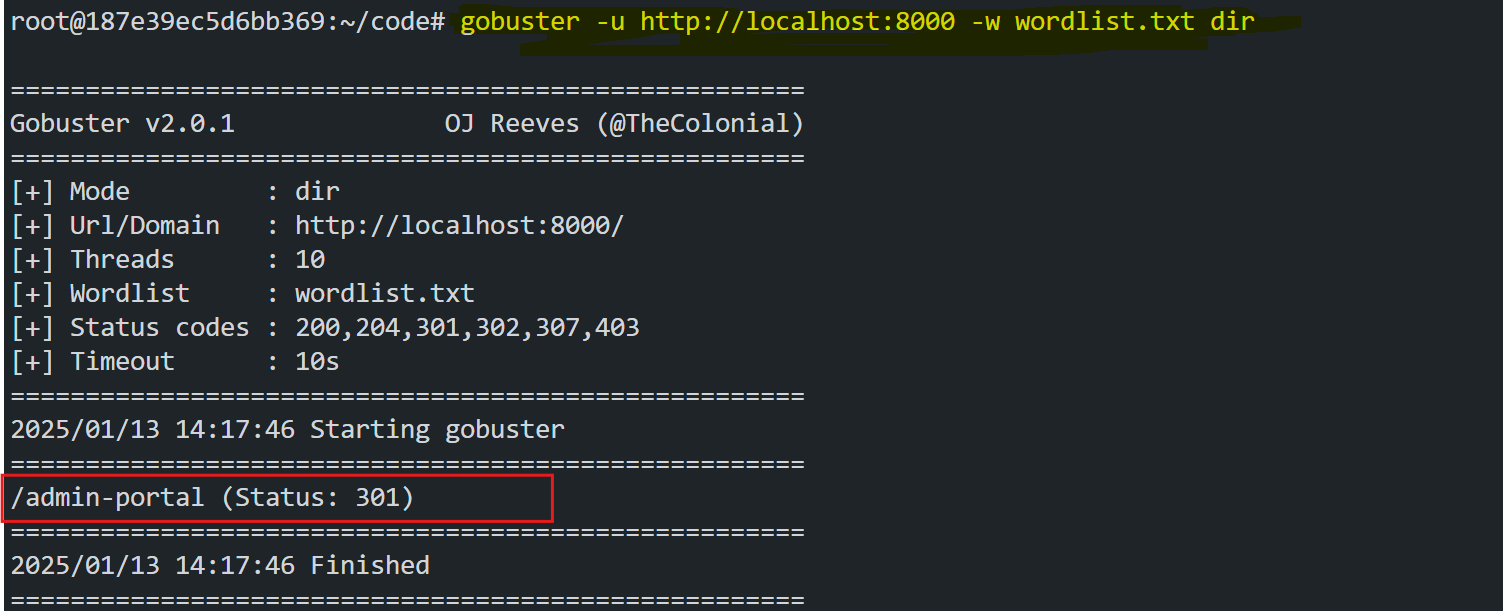 root@187e39ec5d6bb369:~/code# gobuster -u http://localhost:8000 -w wordlist.txt dir
=====================================================
Gobuster v2.0.1              OJ Reeves (@TheColonial)
=====================================================
[+] Mode         : dir
[+] Url/Domain   : http://localhost:8000/
[+] Threads      : 10
[+] Wordlist     : wordlist.txt
[+] Status codes : 200,204,301,302,307,403
[+] Timeout      : 10s
=====================================================
2025/01/13 14:17:46 Starting gobuster
=====================================================
/admin-portal (Status: 301)
=====================================================
2025/01/13 14:17:46 Finished
=====================================================